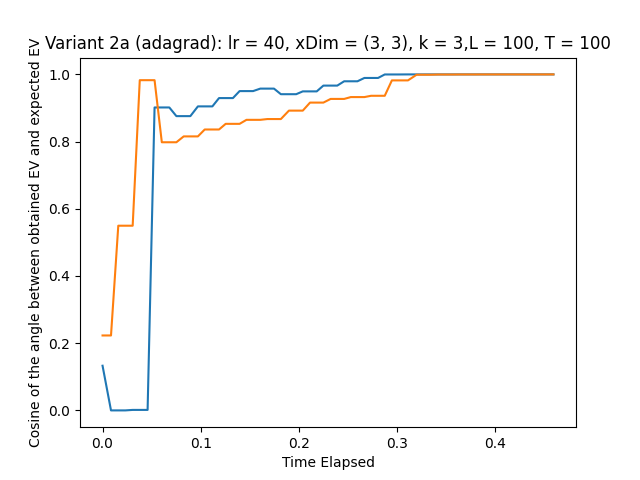 Variant 2a (adagrad): lr = 40, xDim = (3, 3), k = 3,L = 100, T = 100
Cosine of the angle between obtained EV and expected EV
1.0
0.8
0.6
0.4
0.2
0.0
0.0 0.1 0.2 0.3 0.4
Time Elapsed